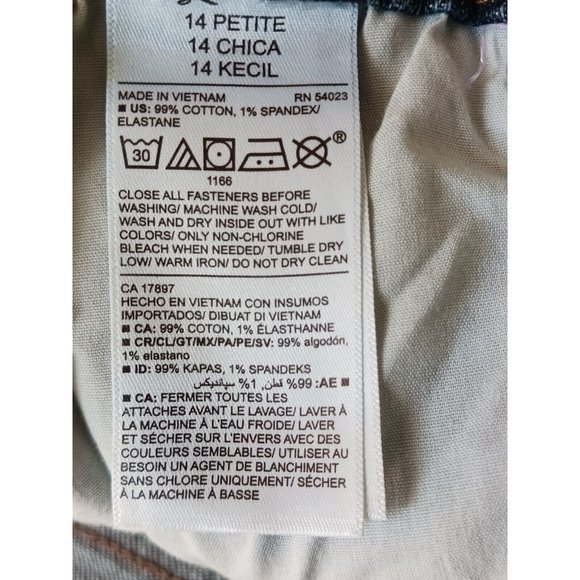 14 PETITE
14 CHICA
14 KECIL
MADE IN VIETNAM RN 54023
■ US: 99% COTTON, 1% SPANDEX/
ELASTANE
30
®
1166
CLOSE ALL FASTENERS BEFORE
WASHING/ MACHINE WASH COLD/
WASH AND DRY INSIDE OUT WITH LIKE
COLORS/ ONLY NON-CHLORINE
BLEACH WHEN NEEDED/ TUMBLE DRY
LOW/ WARM IRON/ DO NOT DRY CLEAN
CA 17897
HECHO EN VIETNAM CON INSUMOS
IMPORTADOS/ DIBUAT DI VIETNAM
■ CA: 99% COTON, 1% ÉLASTHANNE
■ CR/CL/GT/MX/PA/PE/SV: 99% algodón,
1% elastano
■ ID: 99% KAPAS, 1% SPANDEKS
■ AE: 99% قطن, 1% سباندیكس
■ CA: FERMER TOUTES LES
ATTACHES AVANT LE LAVAGE/ LAVER À
LA MACHINE À L'EAU FROIDE/ LAVER
ET SÉCHER SUR L'ENVERS AVEC DES
COULEURS SEMBLABLES/ UTILISER AU
BESOIN UN AGENT DE BLANCHIMENT
SANS CHLORE UNIQUEMENT/ SÉCHER
À LA MACHINE À BASSE